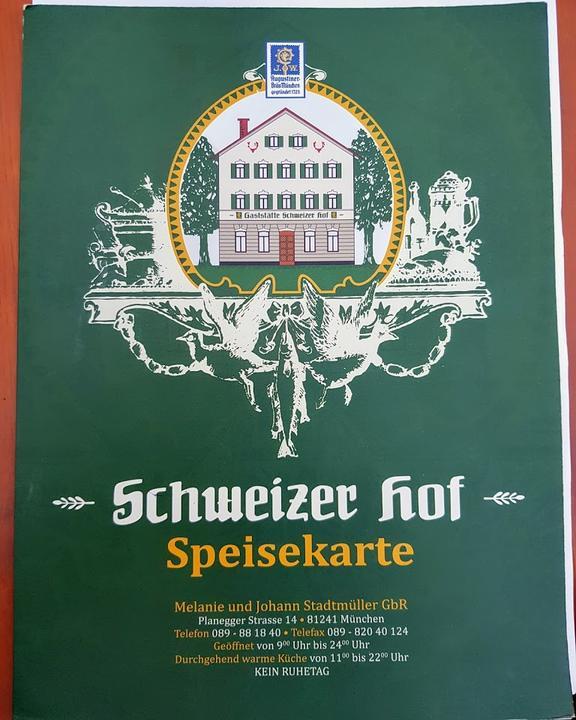 J. W.
Augustiner-
Bräu München
gegründet 1328
Gaststätte Schweizer Hof
Schweizer Hof
Speisekarte
Melanie und Johann Stadtmüller GbR
Planegger Strasse 14 • 81241 München
Telefon 089 - 88 18 40 • Telefax 089 - 820 40 124
Geöffnet von 9⁰⁰ Uhr bis 24⁰⁰ Uhr
Durchgehend warme Küche von 11⁰⁰ bis 22⁰⁰ Uhr
KEIN RUHETAG